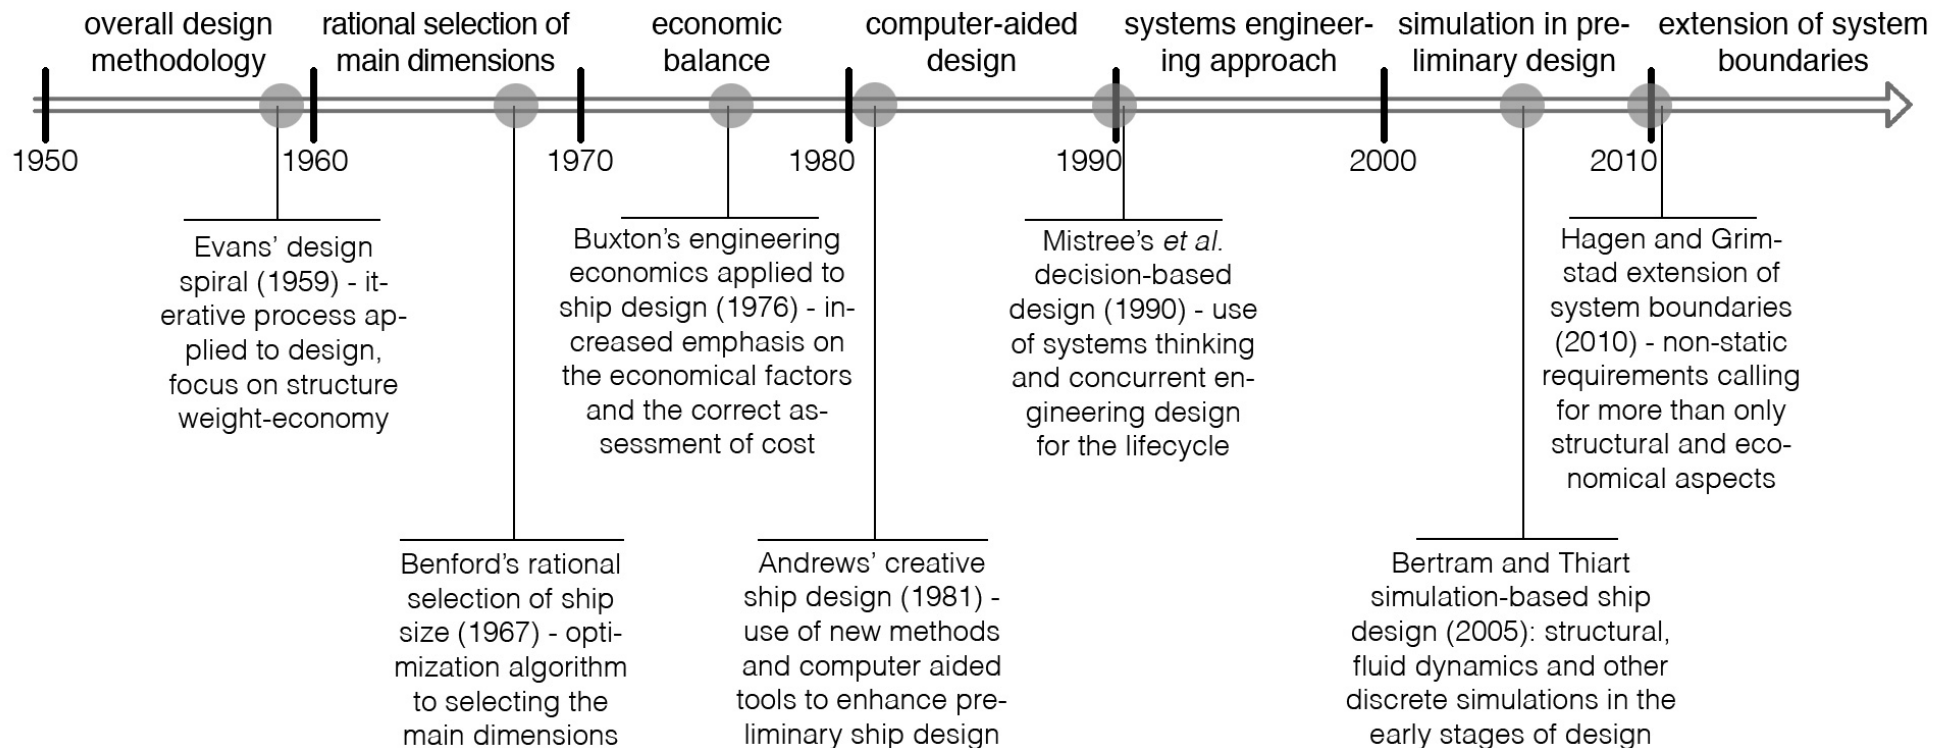 overall design
methodology
rational selection of
main dimensions
economic
balance
computer-aided
design
systems engineer-
ing approach
simulation in pre-
liminary design
extension of system
boundaries
1950
1960
1970
1980
1990
2000
2010
Evans’ design
spiral (1959) - it-
erative process ap-
plied to design,
focus on structure
weight-economy
Buxton’s engineering
economics applied to
ship design (1976) - in-
creased emphasis on
the economical factors
and the correct as-
sessment of cost
Mistree’s et al.
decision-based
design (1990) - use
of systems thinking
and concurrent en-
gineering design
for the lifecycle
Hagen and Grim-
stad extension of
system boundaries
(2010) - non-static
requirements calling
for more than only
structural and eco-
nomical aspects
Benford’s rational
selection of ship
size (1967) - opti-
mization algorithm
to selecting the
main dimensions
Andrews’ creative
ship design (1981) -
use of new methods
and computer aided
tools to enhance pre-
liminary ship design
Bertram and Thiart
simulation-based ship
design (2005): structural,
fluid dynamics and other
discrete simulations in the
early stages of design